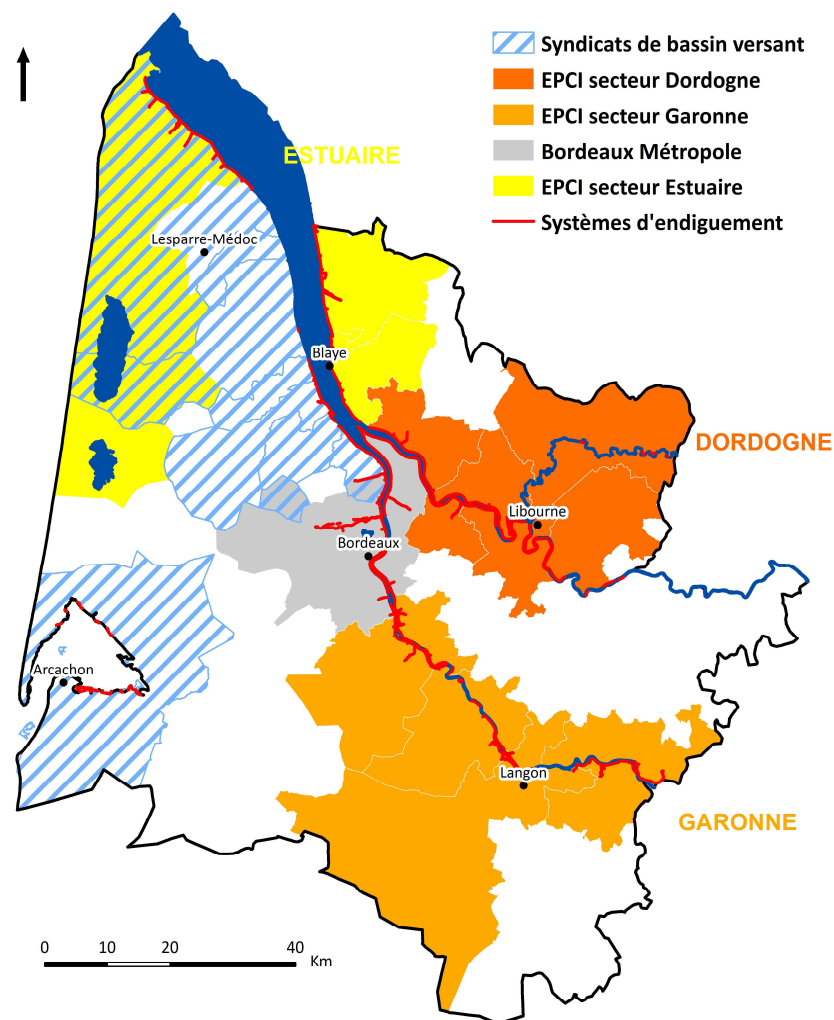 Syndicats de bassin versant
EPCI secteur Dordogne
EPCI secteur Garonne
Bordeaux Métropole
EPCI secteur Estuaire
Systèmes d'endiguement
ESTUAIRE
Lesparre-Médoc
Blaye
DORDOGNE
Libourne
Bordeaux
Arcachon
Langon
GARONNE
0 10 20 40
Km